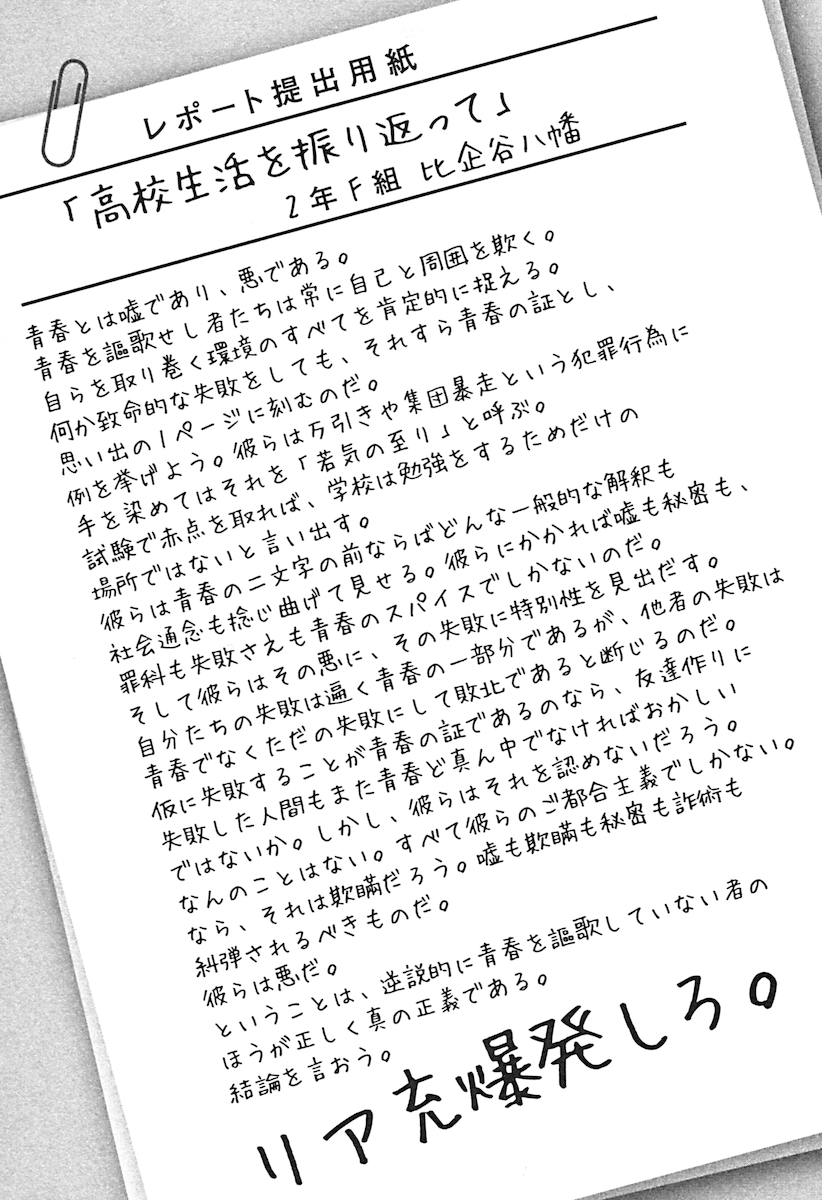 レポート提出用紙
「高校生活を振り返って」
2年F組 比企谷八幡
青春とは嘘であり、悪である。
青春を謳歌せし者たちは常に自己と周囲を欺く。
自らを取り巻く環境のすべてを肯定的に捉える。
何か致命的な失敗をしても、それすら青春の証とし、
思い出の1ページに刻むのだ。
例を挙げよう。彼らは万引きや集団暴走という犯罪行為に
手を染めてはそれを「若気の至り」と呼ぶ。
試験で赤点を取れば、学校は勉強をするためだけの
場所ではないと言い出す。
彼らは青春の二文字の前ならばどんな一般的な解釈も
社会通念も捻じ曲げて見せる。彼らにかかれば嘘も秘密も、
罪科も失敗さえも青春のスパイスでしかないのだ。
そして彼らはその悪に、その失敗に特別性を見出だす。
自分たちの失敗は遍く青春の一部分であるが、他者の失敗は
青春でなくただの失敗にして敗北であると断じるのだ。
仮に失敗することが青春の証であるのなら、友達作りに
失敗した人間もまた青春ど真ん中でなければおかしい
ではないか。しかし、彼らはそれを認めないだろう。
なんのことはない。すべて彼らのご都合主義でしかない。
なら、それは欺瞞だろう。嘘も欺瞞も秘密も詐術も
糾弾されるべきものだ。
彼らは悪だ。
ということは、逆説的に青春を謳歌していない者の
ほうが正しく真の正義である。
結論を言おう。
リア充爆発しろ。